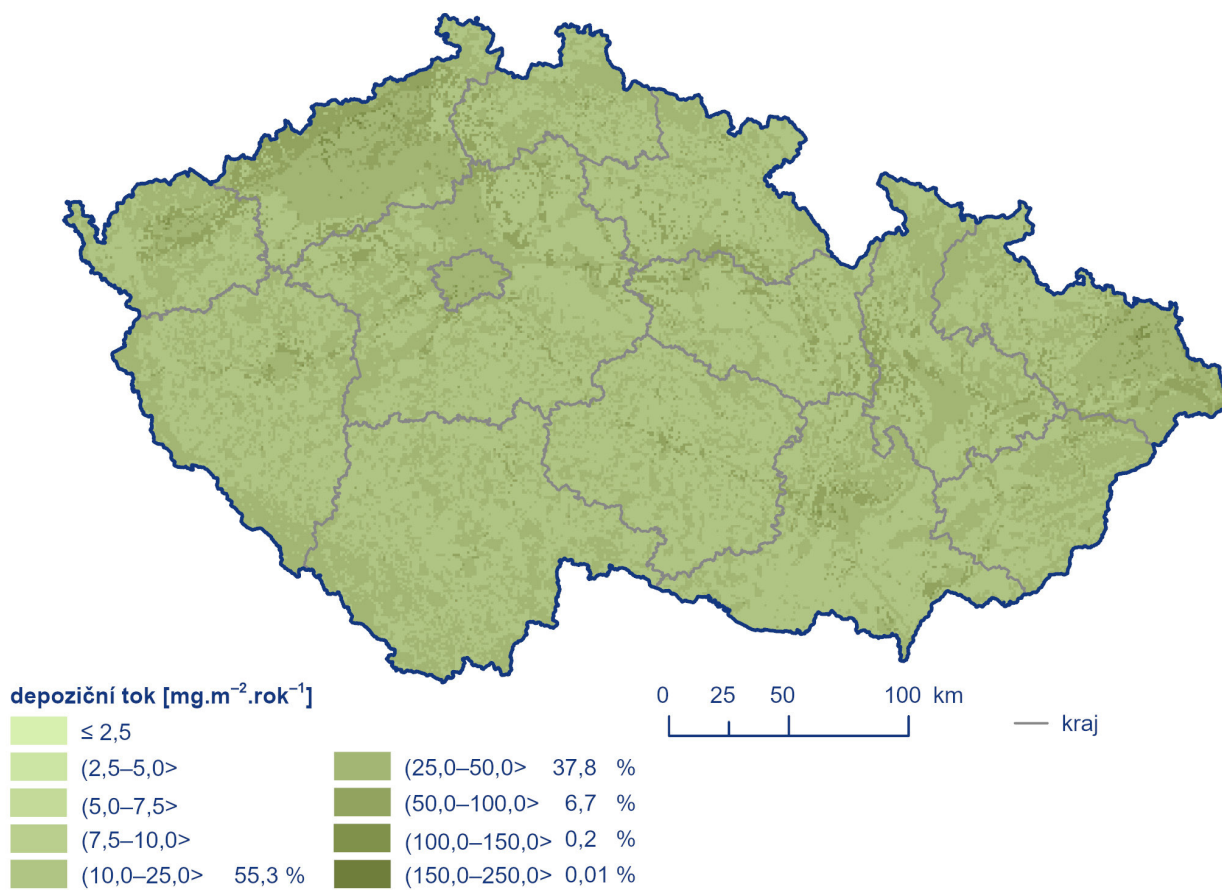 depoziční tok [mg.m⁻².rok⁻¹]
≤ 2,5
(2,5–5,0>
(5,0–7,5>
(7,5–10,0>
(10,0–25,0> 55,3 %
(25,0–50,0> 37,8 %
(50,0–100,0> 6,7 %
(100,0–150,0> 0,2 %
(150,0–250,0> 0,01 %
0 25 50 100 km
kraj